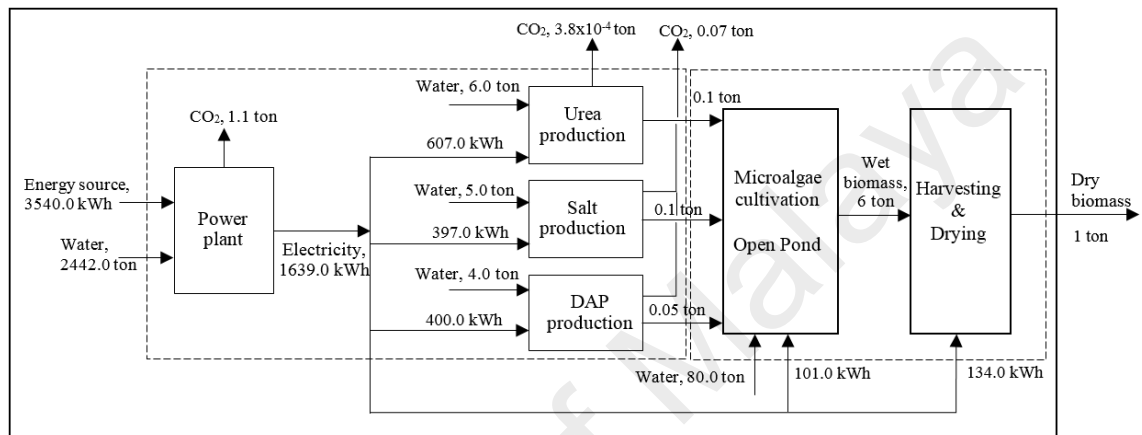 CO₂, 3.8x10⁻⁴ ton
CO₂, 0.07 ton
Water, 6.0 ton
Urea
production
0.1 ton
607.0 kWh
CO₂, 1.1 ton
Energy source,
3540.0 kWh
Water,
2442.0 ton
Power
plant
Electricity,
1639.0 kWh
Water, 5.0 ton
Salt
production
0.1 ton
397.0 kWh
Water, 4.0 ton
DAP
production
0.05 ton
400.0 kWh
Microalgae
cultivation
Open Pond
Wet
biomass,
6 ton
Harvesting
&
Drying
Dry
biomass
1 ton
Water, 80.0 ton
101.0 kWh
134.0 kWh
of Malaya